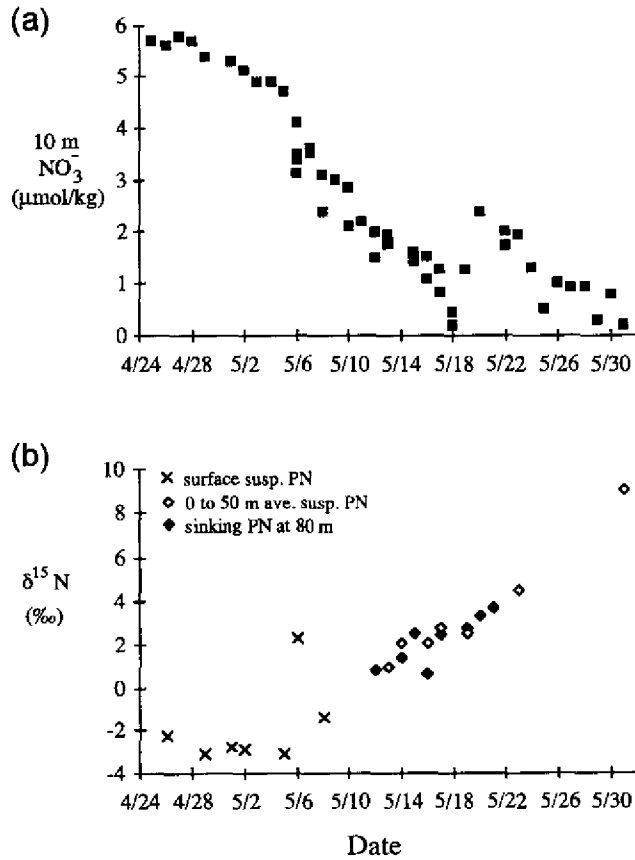 (a)
6
5
4
3
2
1
0
10 m
NO₃⁻
(μmol/kg)
4/24 4/28 5/2 5/6 5/10 5/14 5/18 5/22 5/26 5/30
(b)
10
8
6
4
2
0
-2
-4
surface susp. PN
0 to 50 m ave. susp. PN
sinking PN at 80 m
δ¹⁵ N
(‰)
4/24 4/28 5/2 5/6 5/10 5/14 5/18 5/22 5/26 5/30
Date